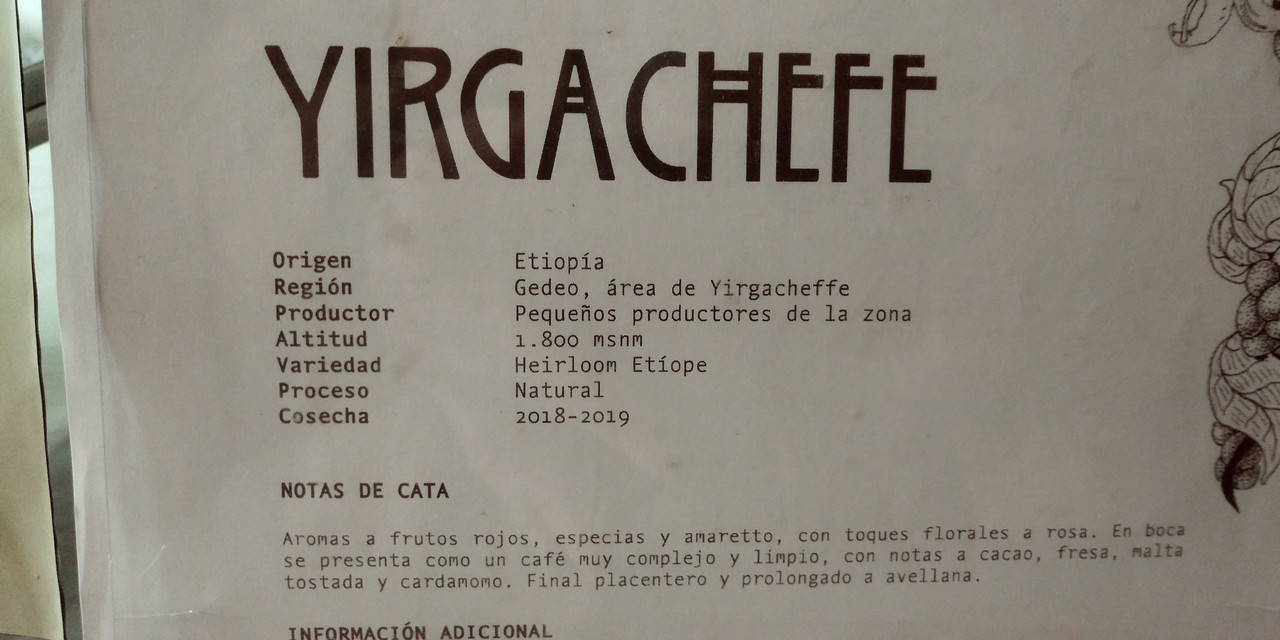 YIRGACHEFE
Origen Etiopía
Región Gedeo, área de Yirgacheffe
Productor Pequeños productores de la zona
Altitud 1.800 msnm
Variedad Heirloom Etíope
Proceso Natural
Cosecha 2018-2019
NOTAS DE CATA
Aromas a frutos rojos, especias y amaretto, con toques florales a rosa. En boca
se presenta como un café muy complejo y limpio, con notas a cacao, fresa, malta
tostada y cardamomo. Final placentero y prolongado a avellana.
INFORMACIÓN ADICIONAL